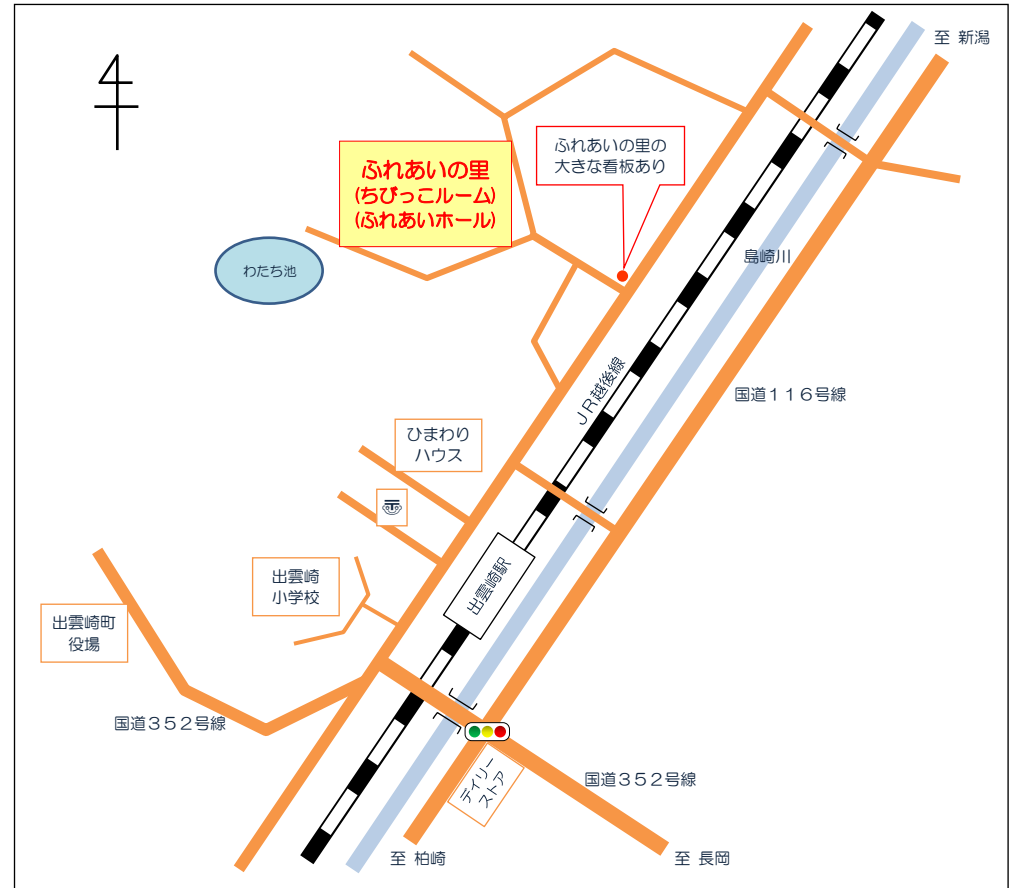 至 新潟
ふれあいの里の
大きな看板あり
ふれあいの里
(ちびっこルーム)
(ふれあいホール)
島崎川
わたち池
JR越後線
国道116号線
ひまわり
ハウス
〒
出雲崎駅
出雲崎
小学校
出雲崎町
役場
国道352号線
デイリー
ストア
国道352号線
至 柏崎
至 長岡